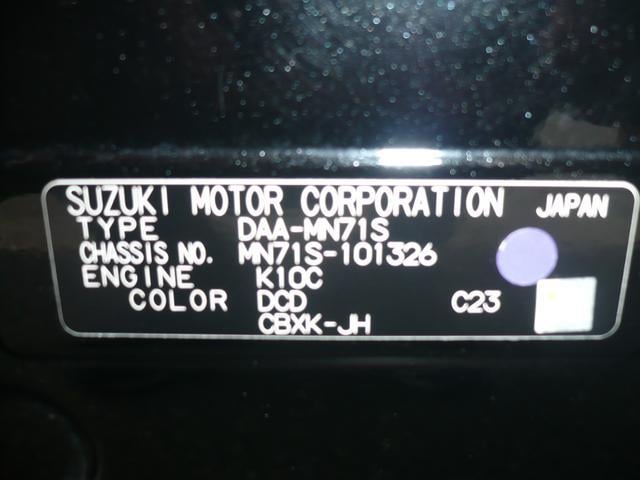 SUZUKI MOTOR CORPORATION JAPAN
TYPE DAA-MN71S
CHASSIS NO. MN71S-101326
ENGINE K10C
COLOR DCD C23
CBXK-JH